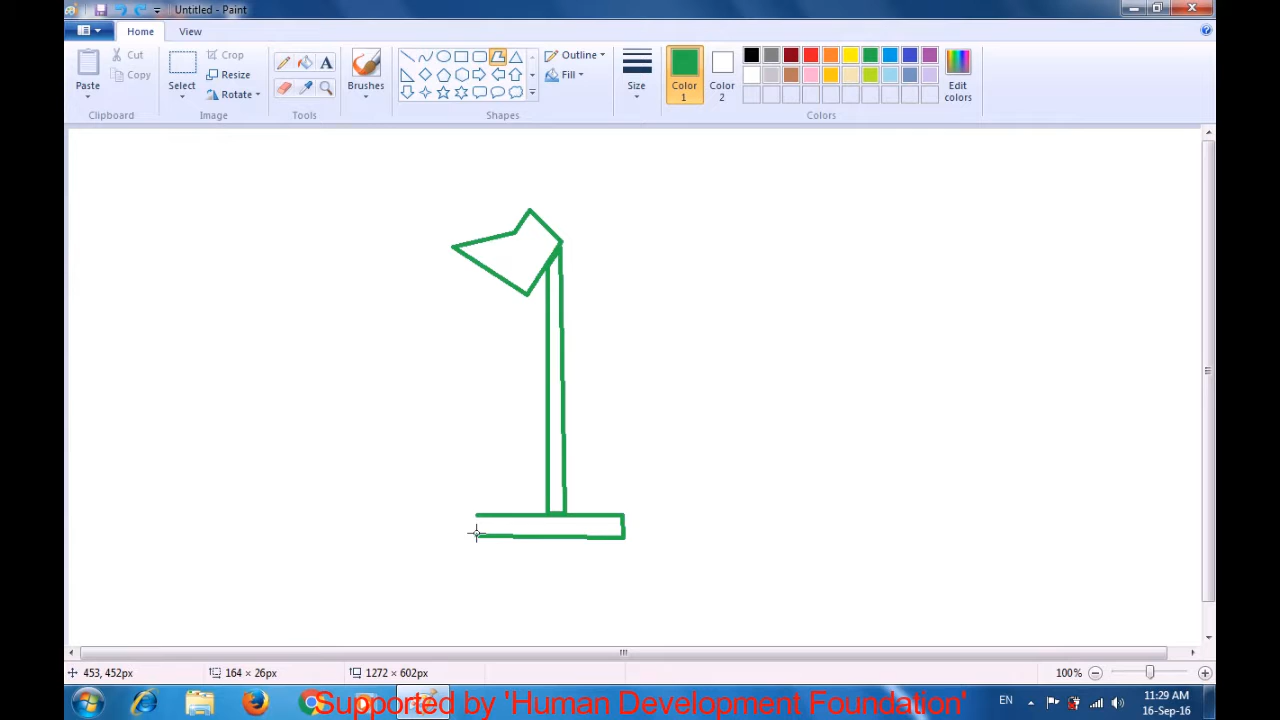 Untitled - Paint
Home
View
Paste
Cut
Copy
Clipboard
Select
Crop
Resize
Rotate
Image
A
Tools
Brushes
Shapes
Outline
Fill
Size
Color 1
Color 2
Edit colors
Colors
453, 452px
164 × 26px
1272 × 602px
100%
Supported by 'Human Development Foundation'
EN
11:29 AM
16-Sep-16